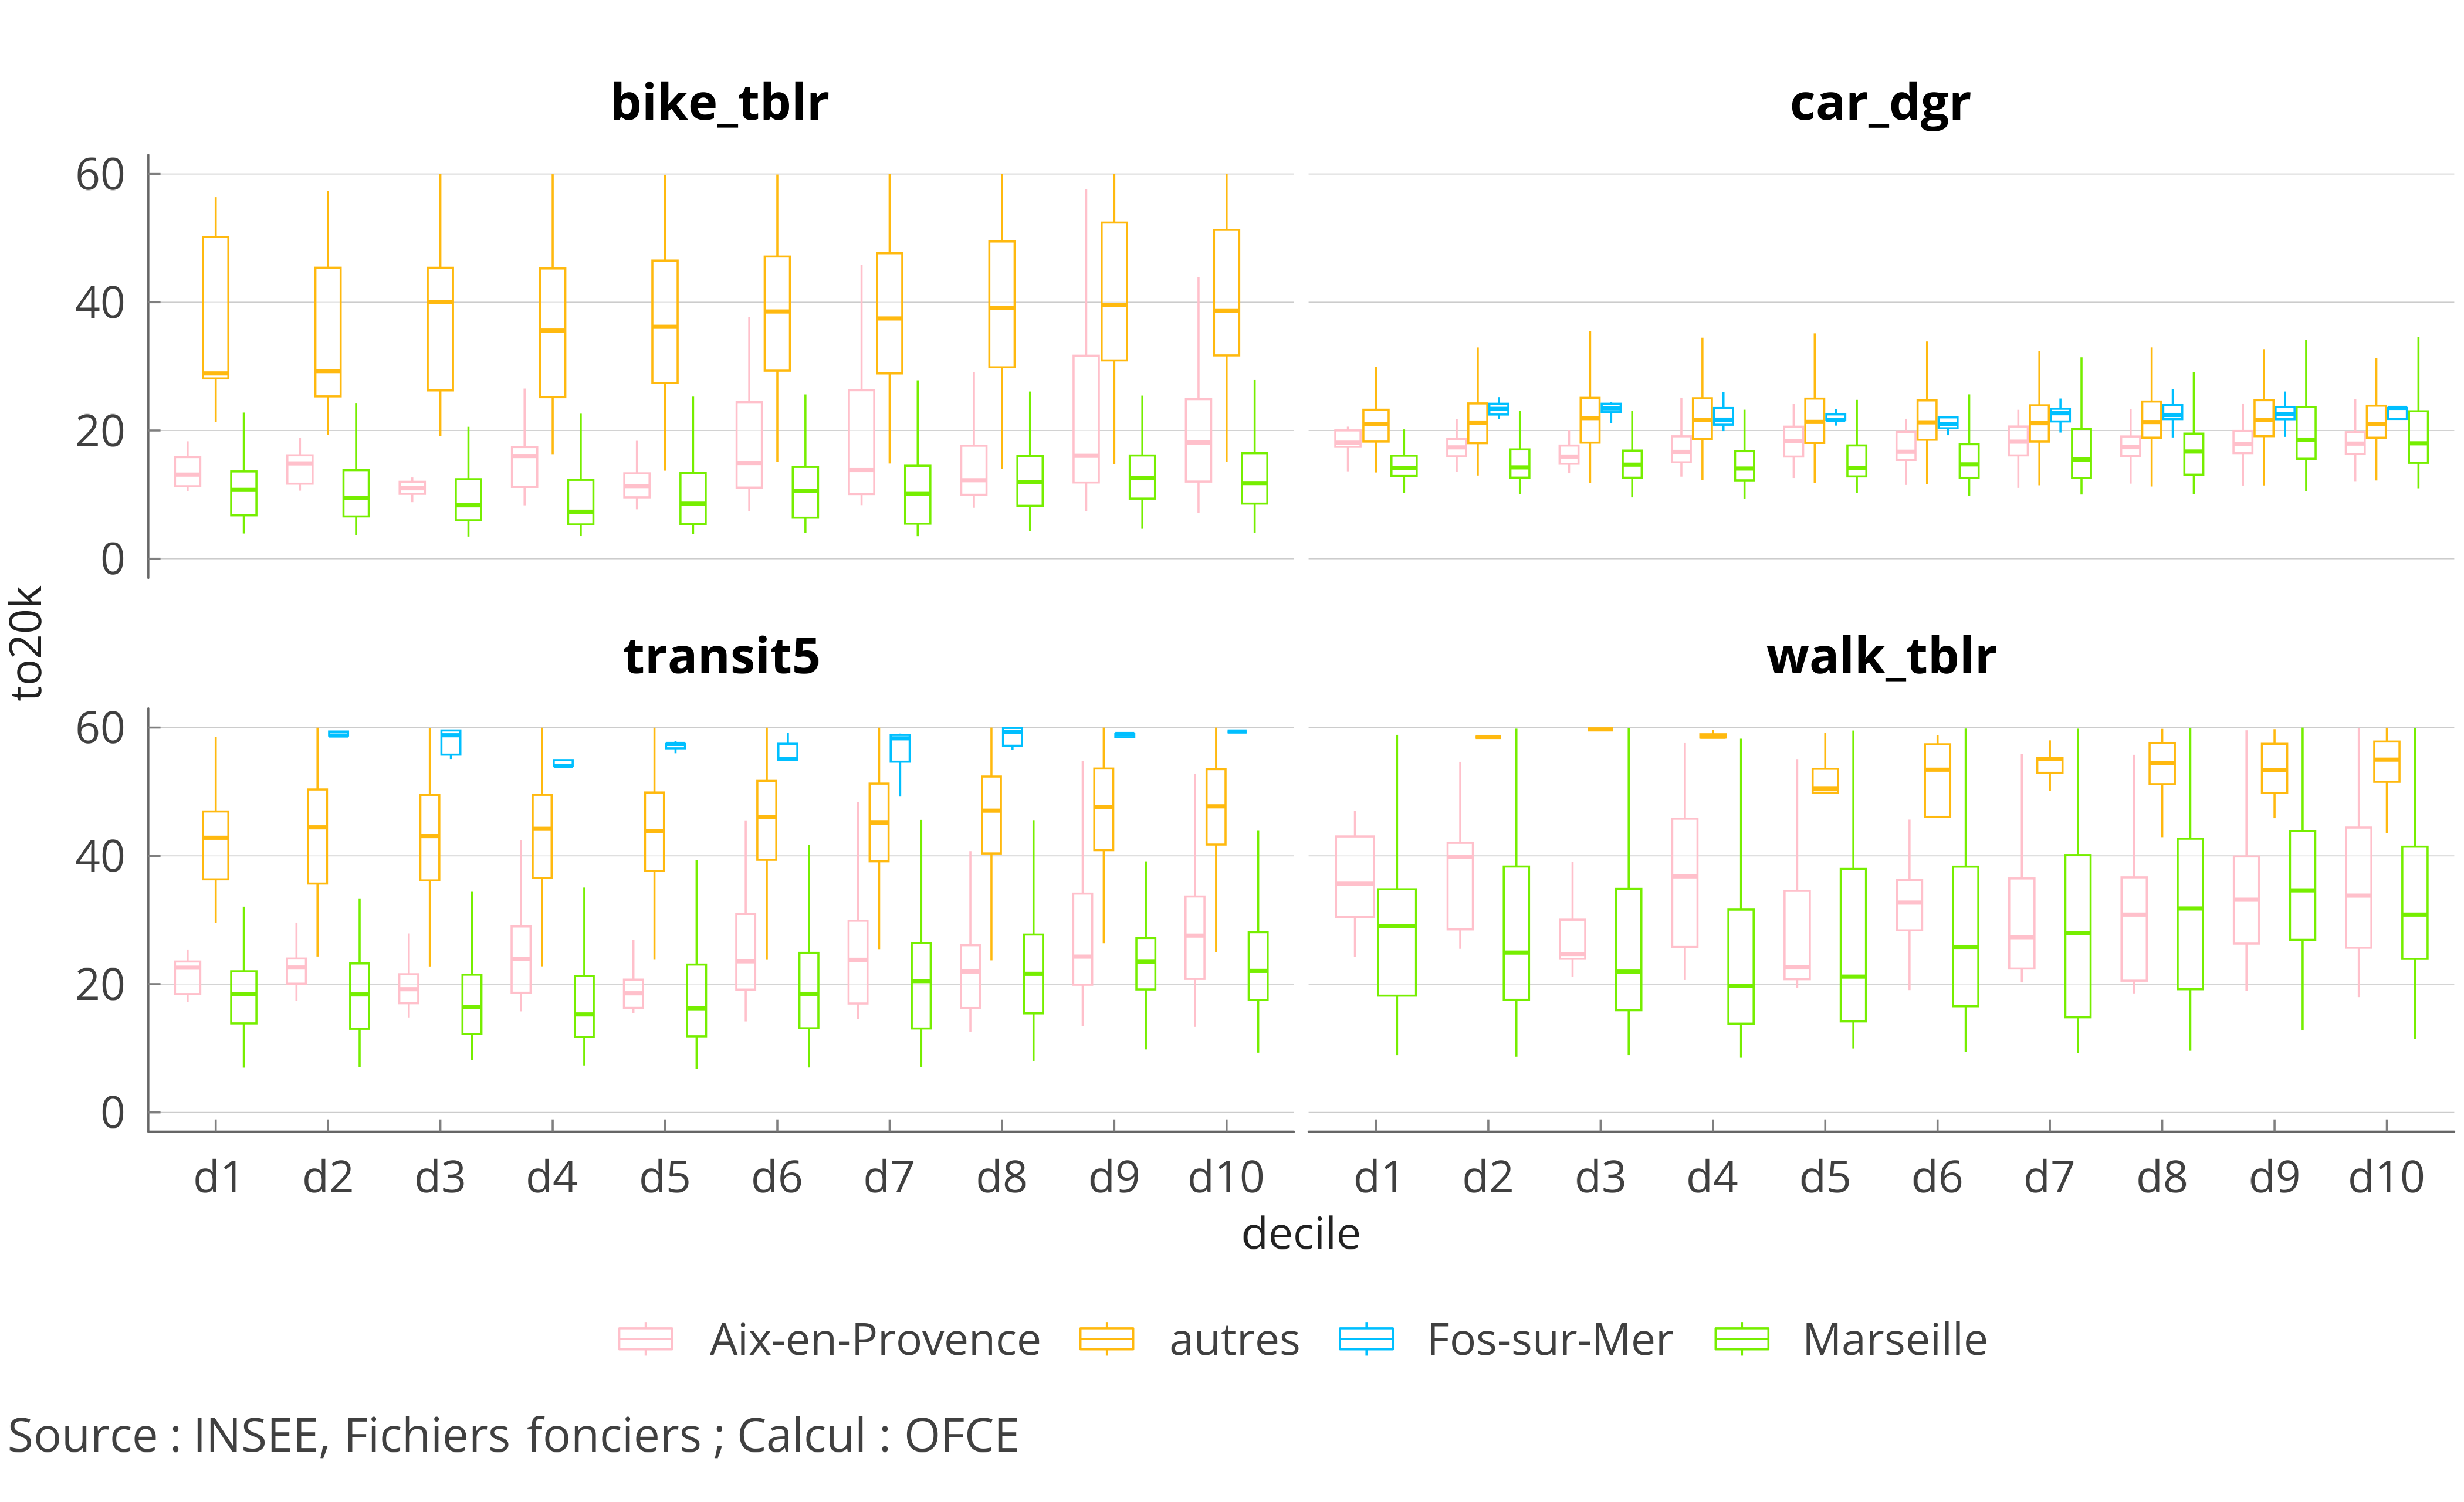 bike_tblr car_dgr
60
40
20
0
to20k
transit5 walk_tblr
60
40
20
0
d1 d2 d3 d4 d5 d6 d7 d8 d9 d10 d1 d2 d3 d4 d5 d6 d7 d8 d9 d10
decile
Aix-en-Provence autres Fos-sur-Mer Marseille
Source : INSEE, Fichiers fonciers ; Calcul : OFCE